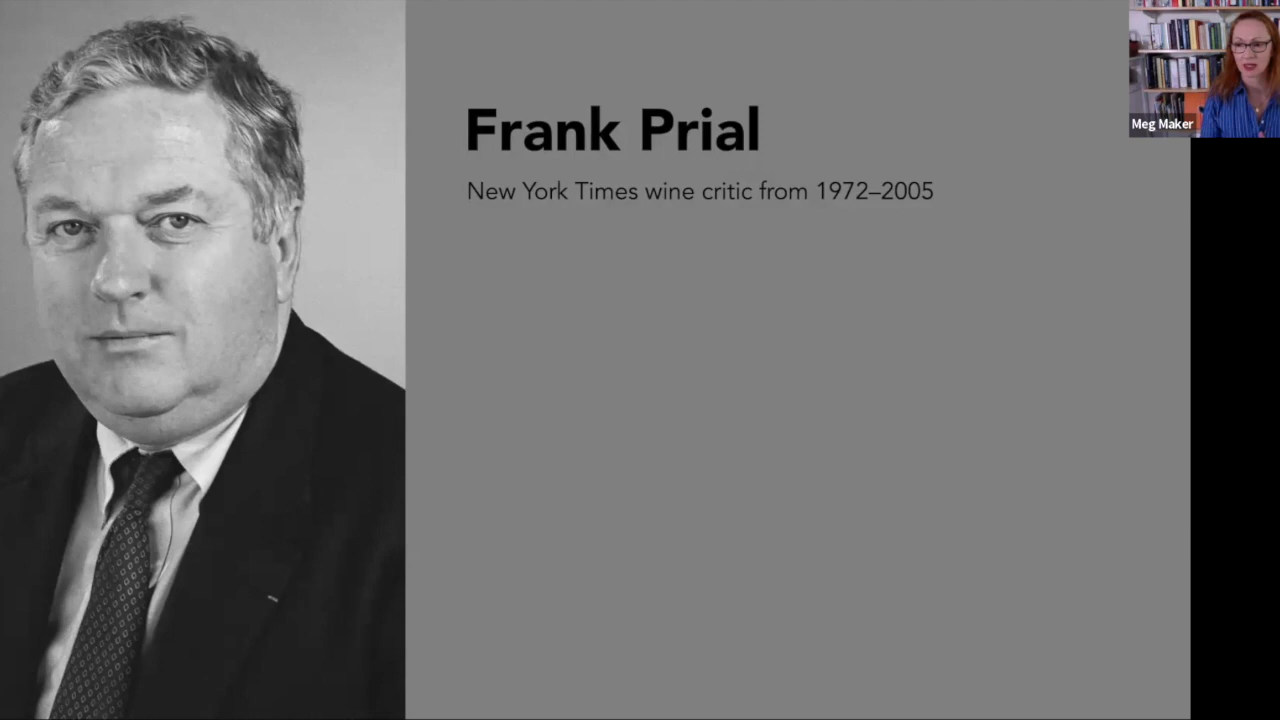 Frank Prial
New York Times wine critic from 1972–2005
Meg Maker